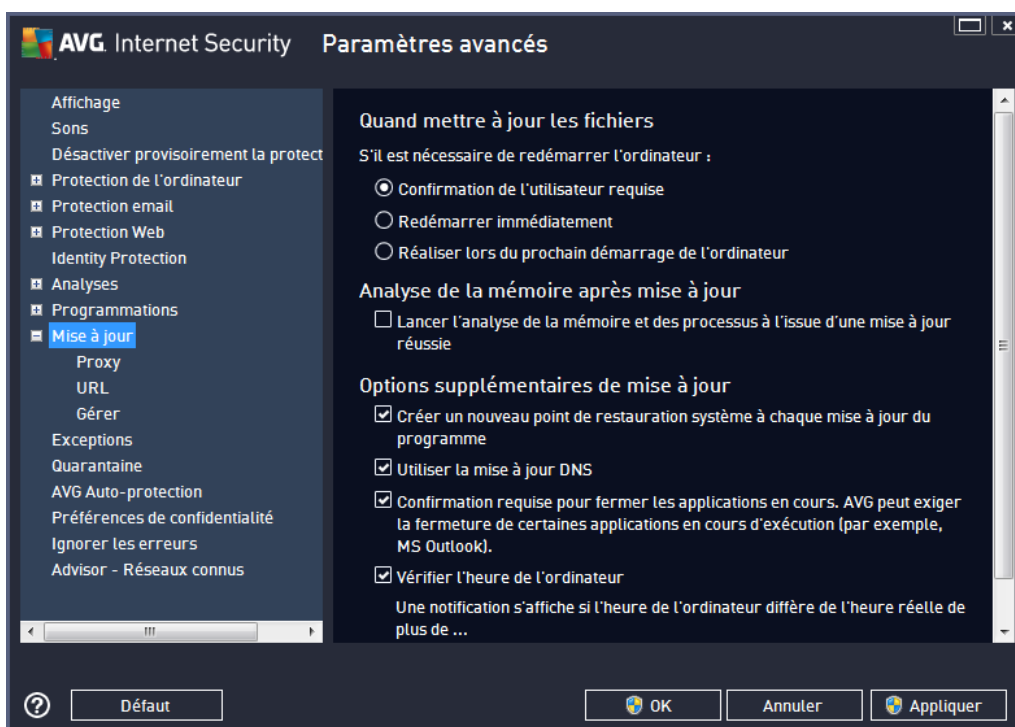 AVG. Internet Security Paramètres avancés
Affichage
Sons
Désactiver provisoirement la protect
Protection de l'ordinateur
Protection email
Protection Web
Identity Protection
Analyses
Programmations
Mise à jour
Proxy
URL
Gérer
Exceptions
Quarantaine
AVG Auto-protection
Préférences de confidentialité
Ignorer les erreurs
Advisor - Réseaux connus
Quand mettre à jour les fichiers
S'il est nécessaire de redémarrer l'ordinateur :
Confirmation de l'utilisateur requise
Redémarrer immédiatement
Réaliser lors du prochain démarrage de l'ordinateur
Analyse de la mémoire après mise à jour
Lancer l'analyse de la mémoire et des processus à l'issue d'une mise à jour
réussie
Options supplémentaires de mise à jour
Créer un nouveau point de restauration système à chaque mise à jour du
programme
Utiliser la mise à jour DNS
Confirmation requise pour fermer les applications en cours. AVG peut exiger
la fermeture de certaines applications en cours d'exécution (par exemple,
MS Outlook).
Vérifier l'heure de l'ordinateur
Une notification s'affiche si l'heure de l'ordinateur diffère de l'heure réelle de
plus de ...
? Défaut OK Annuler Appliquer